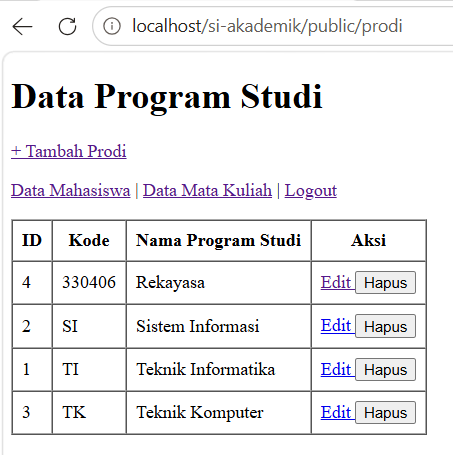 localhost/si-akademik/public/prodi
Data Program Studi
+ Tambah Prodi
Data Mahasiswa | Data Mata Kuliah | Logout
ID Kode Nama Program Studi Aksi
4 330406 Rekayasa Edit Hapus
2 SI Sistem Informasi Edit Hapus
1 TI Teknik Informatika Edit Hapus
3 TK Teknik Komputer Edit Hapus